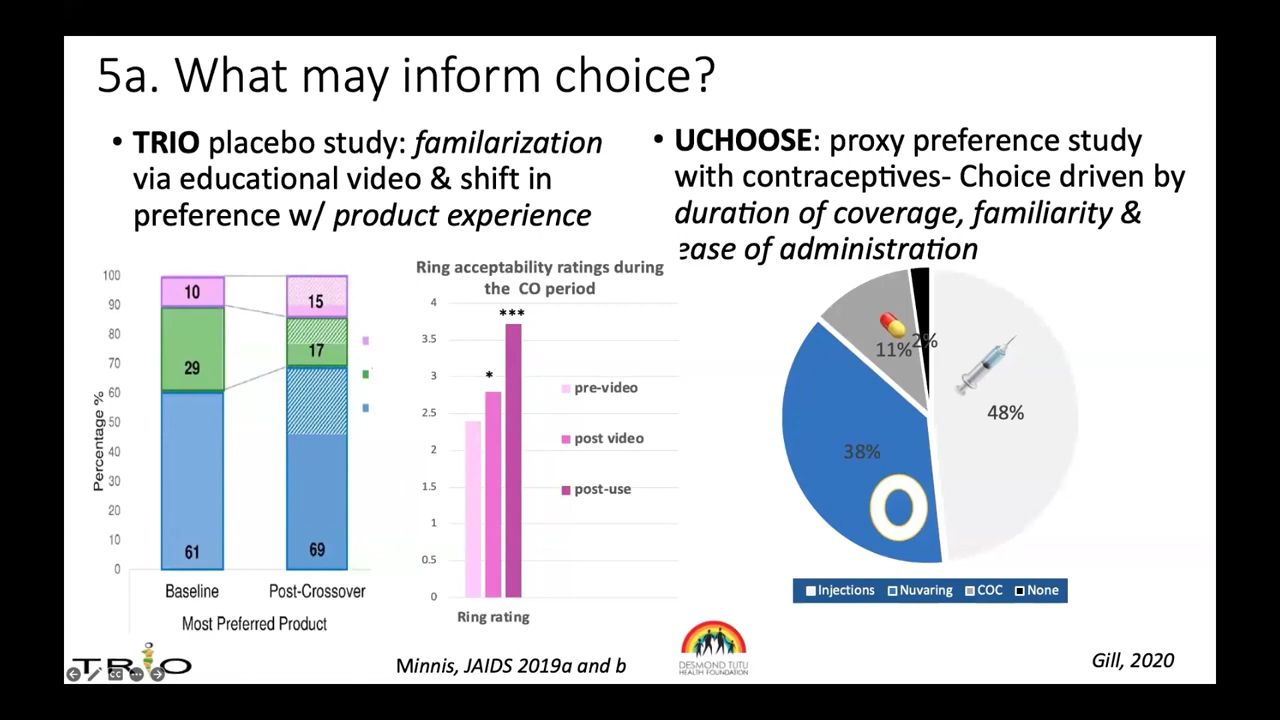 5a. What may inform choice?
• TRIO placebo study: familarization
via educational video & shift in
preference w/ product experience
• UCHOOSE: proxy preference study
with contraceptives- Choice driven by
duration of coverage, familiarity &
ease of administration
100
90
80
70
60
50
40
30
20
10
0
Percentage %
10
29
61
15
17
69
Baseline
Post-Crossover
Most Preferred Product
Ring acceptability ratings during
the CO period
4
3.5
3
2.5
2
1.5
1
0.5
0
*
***
pre-video
post video
post-use
Ring rating
11%
2%
48%
38%
Injections Nuvaring COC None
TRIO
CC
Minnis, JAIDS 2019a and b
DESMOND TUTU
HEALTH FOUNDATION
Gill, 2020